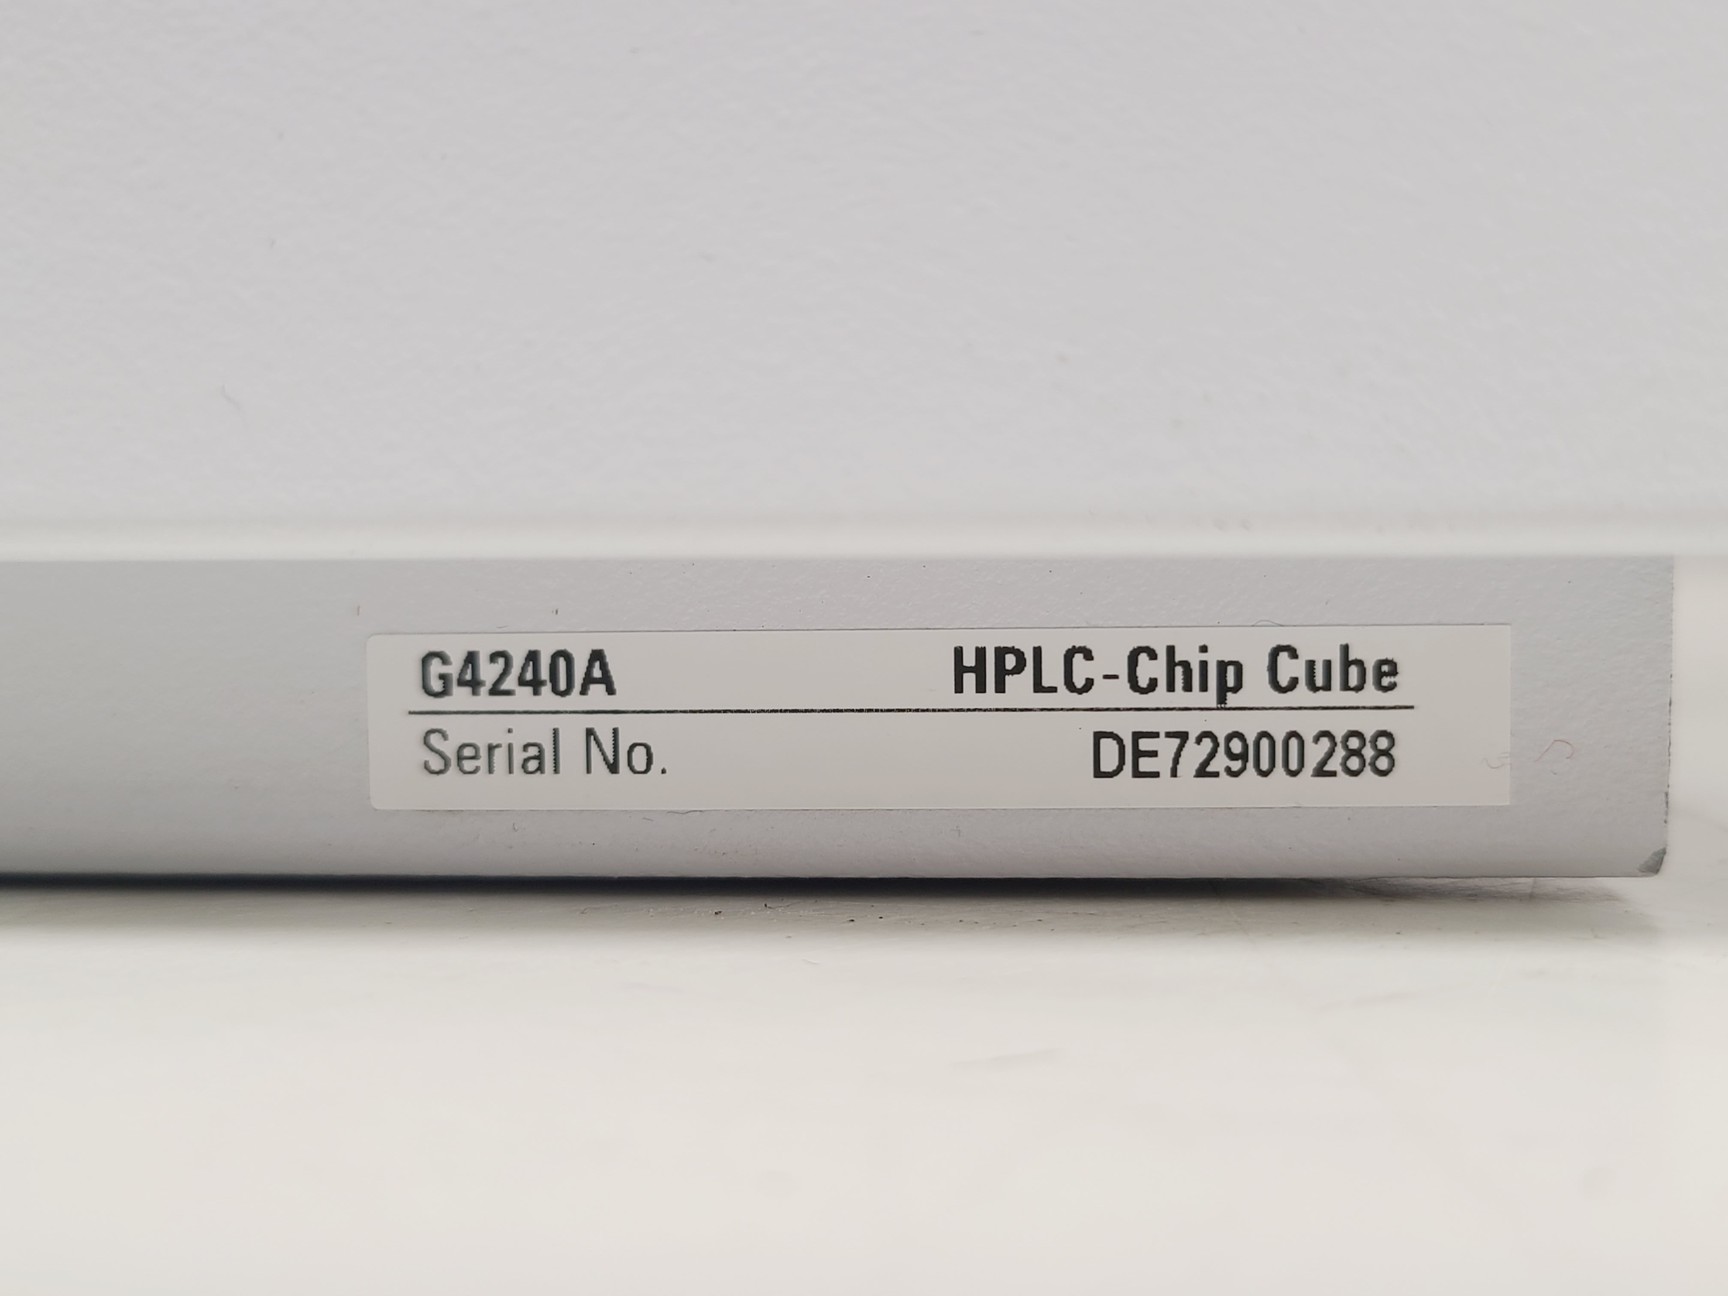 G4240A HPLC-Chip Cube
Serial No. DE72900288